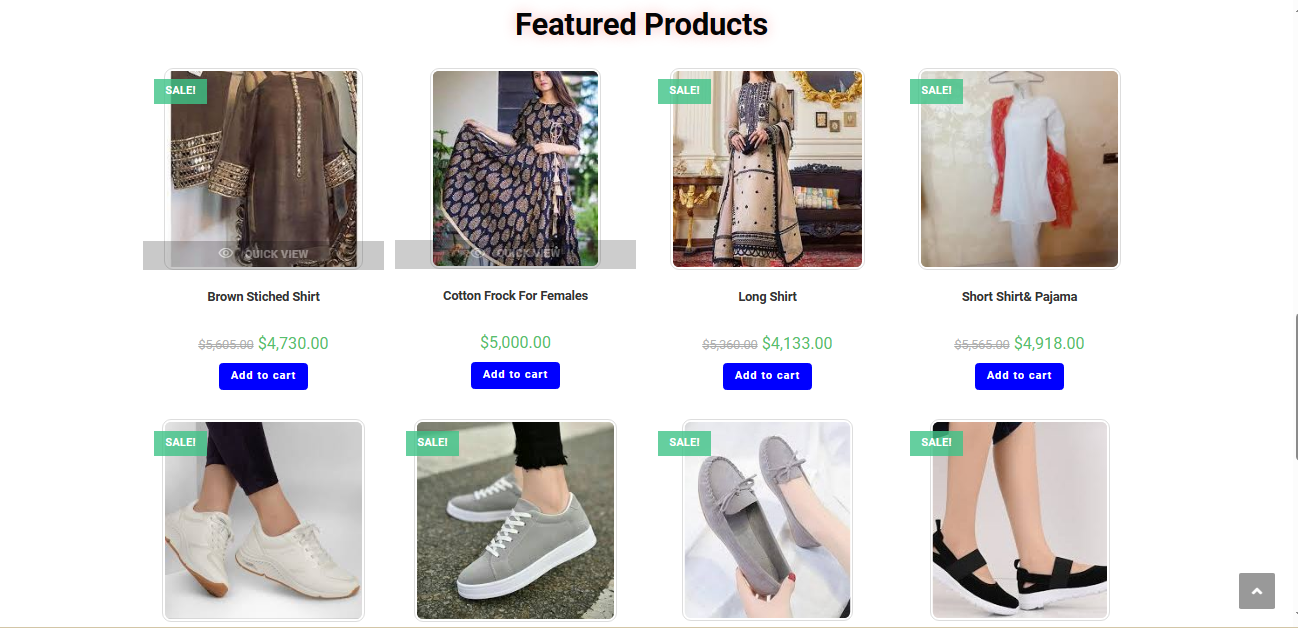 Featured Products
SALE!
SALE!
SALE!
QUICK VIEW
QUICK VIEW
Brown Stiched Shirt
Cotton Frock For Females
Long Shirt
Short Shirt& Pajama
$5,605.00 $4,730.00
$5,000.00
$5,360.00 $4,133.00
$5,565.00 $4,918.00
Add to cart
Add to cart
Add to cart
Add to cart
SALE!
SALE!
SALE!
SALE!